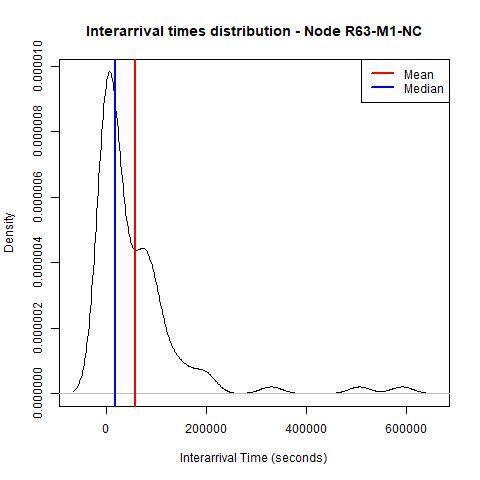 Interarrival times distribution - Node R63-M1-NC
Mean
Median
Density
0.000010
0.000008
0.000006
0.000004
0.000002
0.000000
0
200000
400000
600000
Interarrival Time (seconds)